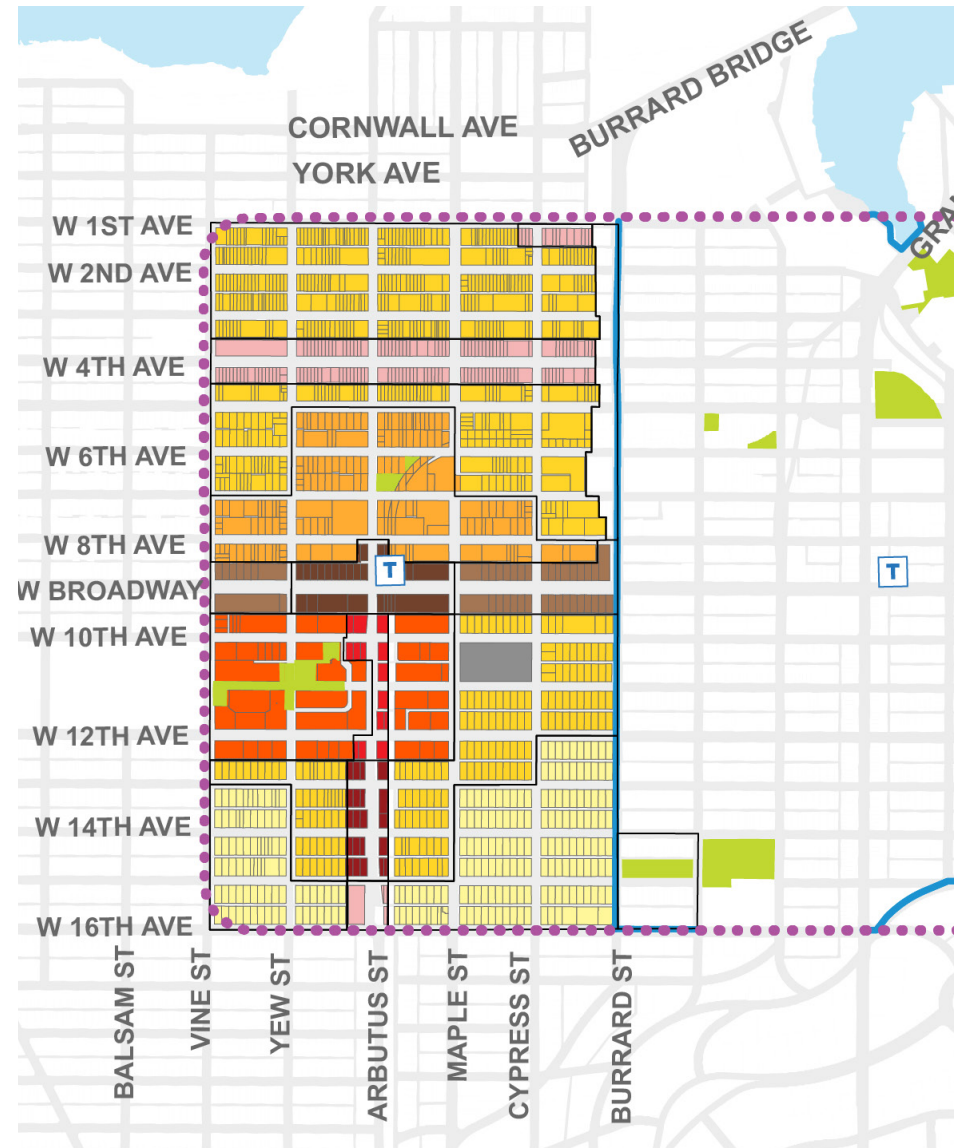 CORNWALL AVE
YORK AVE
BURRARD BRIDGE
W 1ST AVE
W 2ND AVE
W 4TH AVE
W 6TH AVE
W 8TH AVE
W BROADWAY
W 10TH AVE
W 12TH AVE
W 14TH AVE
W 16TH AVE
T
T
BALSAM ST
VINE ST
YEW ST
ARBUTUS ST
MAPLE ST
CYPRESS ST
BURRARD ST